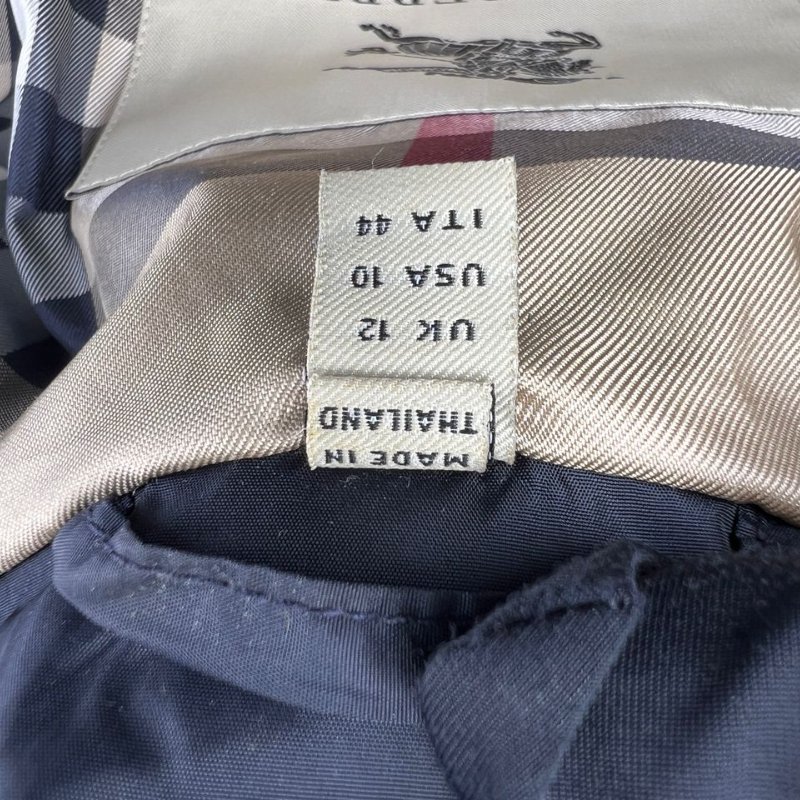 MADE IN
THAILAND
UK 12
USA 10
ITA 44